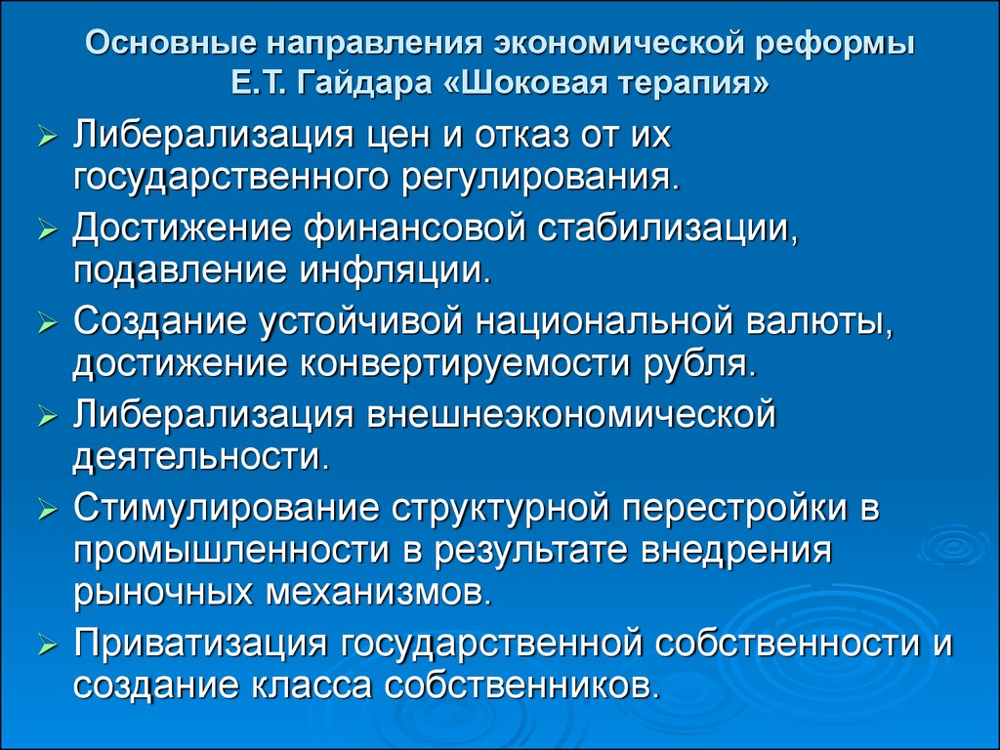 Основные направления экономической реформы
Е.Т. Гайдара «Шоковая терапия»
Либерализация цен и отказ от их
государственного регулирования.
Достижение финансовой стабилизации,
подавление инфляции.
Создание устойчивой национальной валюты,
достижение конвертируемости рубля.
Либерализация внешнеэкономической
деятельности.
Стимулирование структурной перестройки в
промышленности в результате внедрения
рыночных механизмов.
Приватизация государственной собственности и
создание класса собственников.